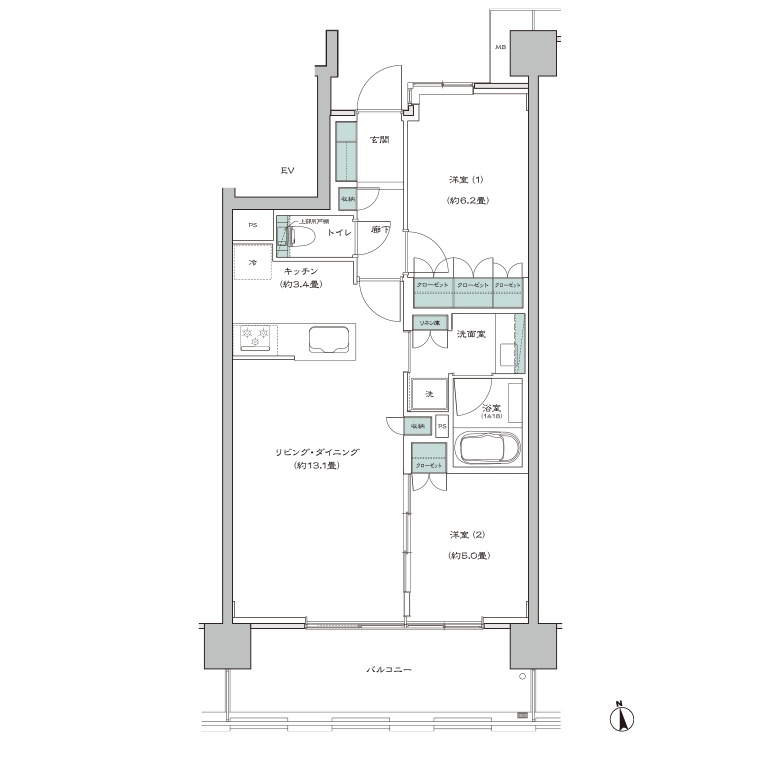 MB
玄関
EV
洋室 (1)
(約6.2畳)
収納
PS
上部吊戸棚
トイレ
廊下
冷
キッチン
(約3.4畳)
クローゼット
クローゼット
クローゼット
リネン庫
洗面室
洗
浴室
(1418)
収納
PS
リビング・ダイニング
(約13.1畳)
クローゼット
洋室 (2)
(約5.0畳)
バルコニー
N